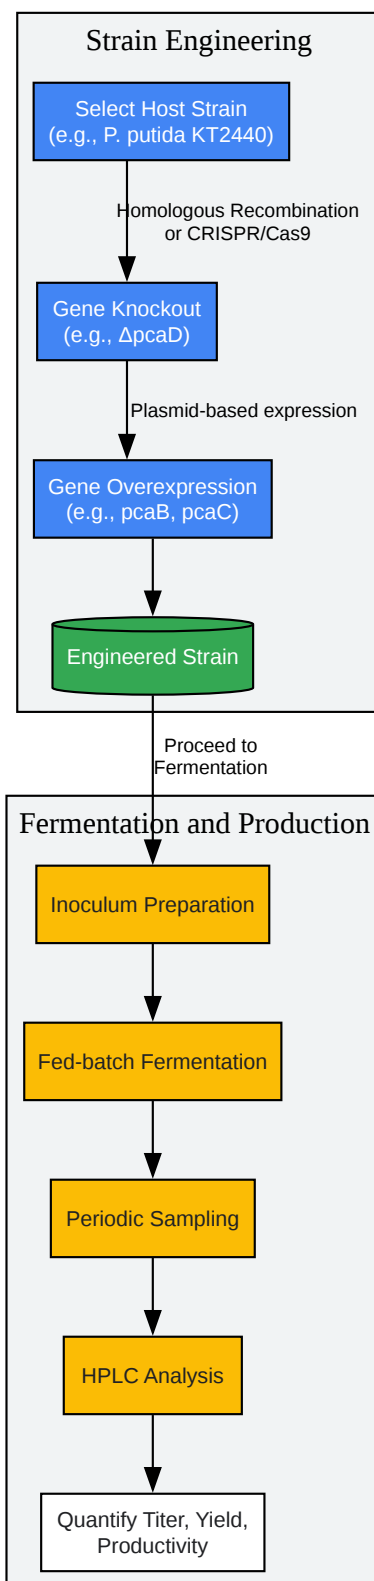 Strain Engineering
Select Host Strain
(e.g., P. putida KT2440)
Homologous Recombination
or CRISPR/Cas9
Gene Knockout
(e.g., ΔpcaD)
Plasmid-based expression
Gene Overexpression
(e.g., pcaB, pcaC)
Engineered Strain
Proceed to
Fermentation
Fermentation and Production
Inoculum Preparation
Fed-batch Fermentation
Periodic Sampling
HPLC Analysis
Quantify Titer, Yield,
Productivity